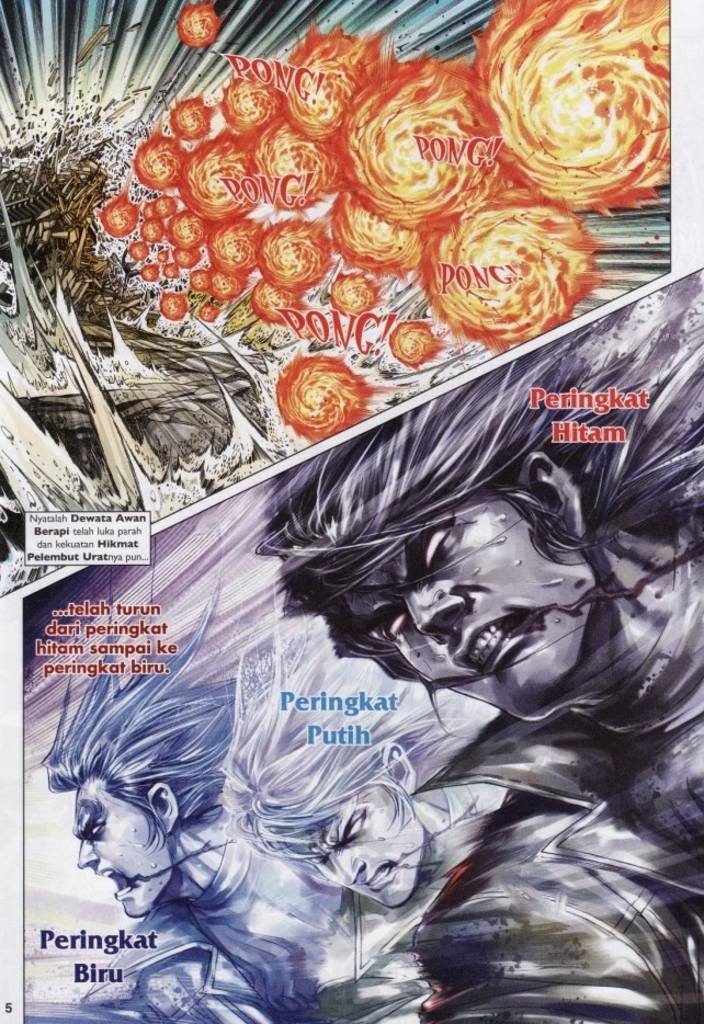 PONG!
PONG!
PONG!
PONG!
PONG!
Peringkat
Hitam
Nyatalah Dewata Awan
Berapi telah luka parah
dan kekuatan Hikmat
Pelembut Uratnya pun...
...telah turun
dari peringkat
hitam sampai ke
peringkat biru.
Peringkat
Putih
Peringkat
Biru
5